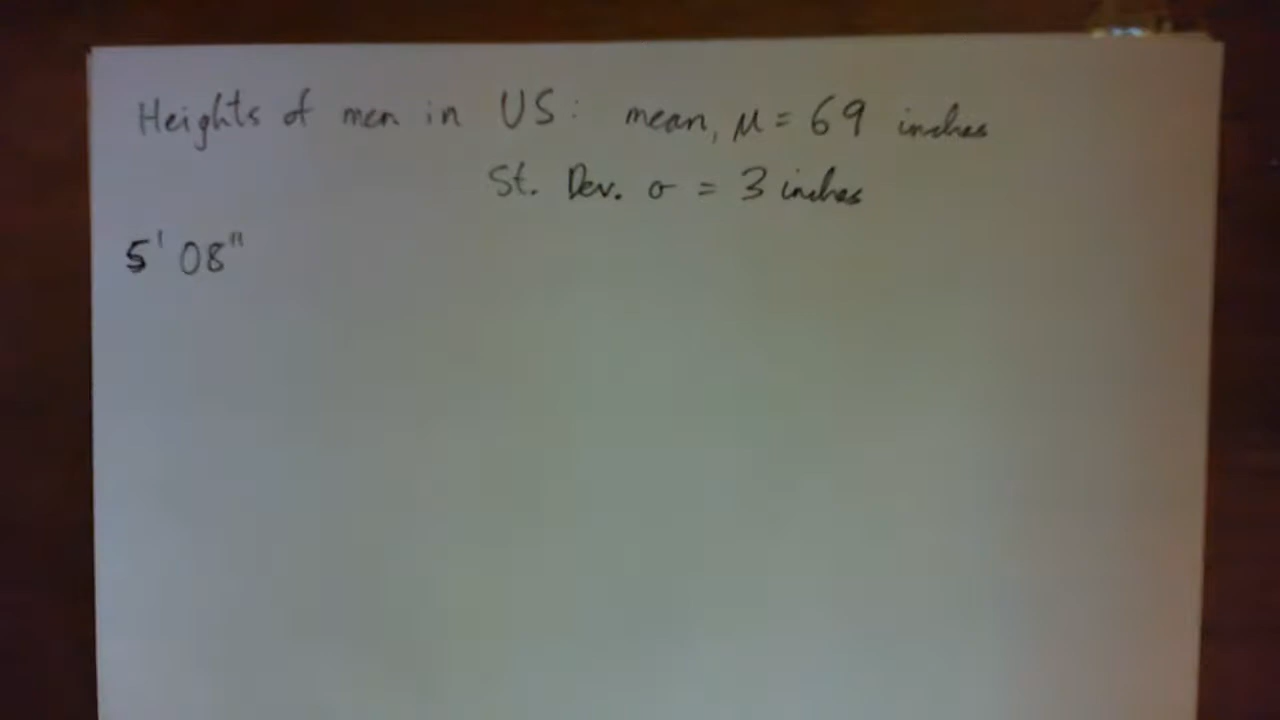 Heights of men in US: mean, μ = 69 inches
St. Dev. σ = 3 inches
5' 08"